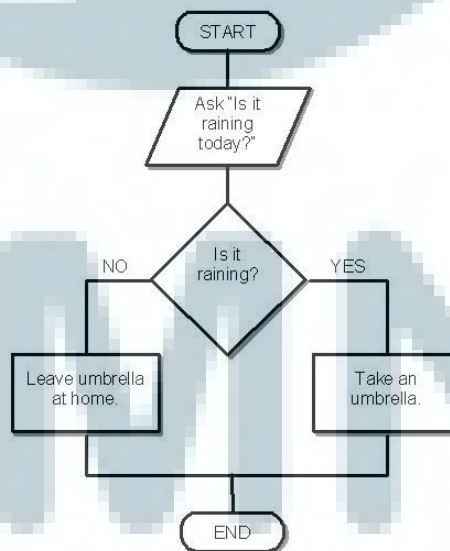 START
Ask "Is it
raining
today?"
Is it
raining?
NO
YES
Leave umbrella
at home.
Take an
umbrella.
END